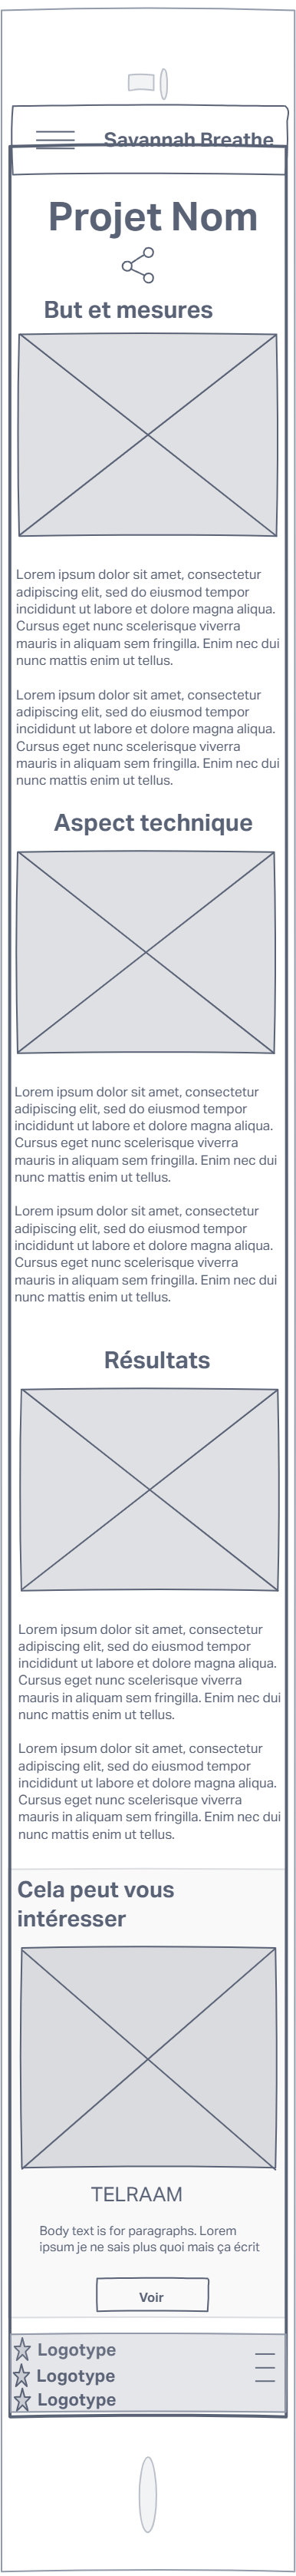 Savannah Breathe
Projet Nom
But et mesures
Lorem ipsum dolor sit amet, consectetur
adipiscing elit, sed do eiusmod tempor
incididunt ut labore et dolore magna aliqua.
Cursus eget nunc scelerisque viverra
mauris in aliquam sem fringilla. Enim nec dui
nunc mattis enim ut tellus.
Lorem ipsum dolor sit amet, consectetur
adipiscing elit, sed do eiusmod tempor
incididunt ut labore et dolore magna aliqua.
Cursus eget nunc scelerisque viverra
mauris in aliquam sem fringilla. Enim nec dui
nunc mattis enim ut tellus.
Aspect technique
Lorem ipsum dolor sit amet, consectetur
adipiscing elit, sed do eiusmod tempor
incididunt ut labore et dolore magna aliqua.
Cursus eget nunc scelerisque viverra
mauris in aliquam sem fringilla. Enim nec dui
nunc mattis enim ut tellus.
Lorem ipsum dolor sit amet, consectetur
adipiscing elit, sed do eiusmod tempor
incididunt ut labore et dolore magna aliqua.
Cursus eget nunc scelerisque viverra
mauris in aliquam sem fringilla. Enim nec dui
nunc mattis enim ut tellus.
Résultats
Lorem ipsum dolor sit amet, consectetur
adipiscing elit, sed do eiusmod tempor
incididunt ut labore et dolore magna aliqua.
Cursus eget nunc scelerisque viverra
mauris in aliquam sem fringilla. Enim nec dui
nunc mattis enim ut tellus.
Lorem ipsum dolor sit amet, consectetur
adipiscing elit, sed do eiusmod tempor
incididunt ut labore et dolore magna aliqua.
Cursus eget nunc scelerisque viverra
mauris in aliquam sem fringilla. Enim nec dui
nunc mattis enim ut tellus.
Cela peut vous
intéresser
TELRAAM
Body text is for paragraphs. Lorem
ipsum je ne sais plus quoi mais ça écrit
Voir
Logotype
Logotype
Logotype